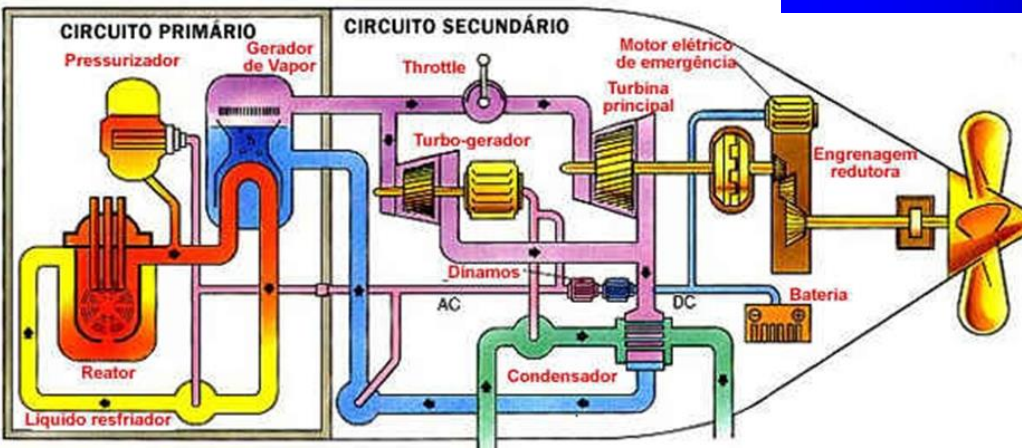 CIRCUITO PRIMÁRIO
CIRCUITO SECUNDÁRIO
Pressurizador
Gerador
de Vapor
Throttle
Motor elétrico
de emergência
Turbina
principal
Turbo-gerador
Engrenagem
redutora
Dínamos
AC
DC
Bateria
Reator
Condensador
Líquido resfriador